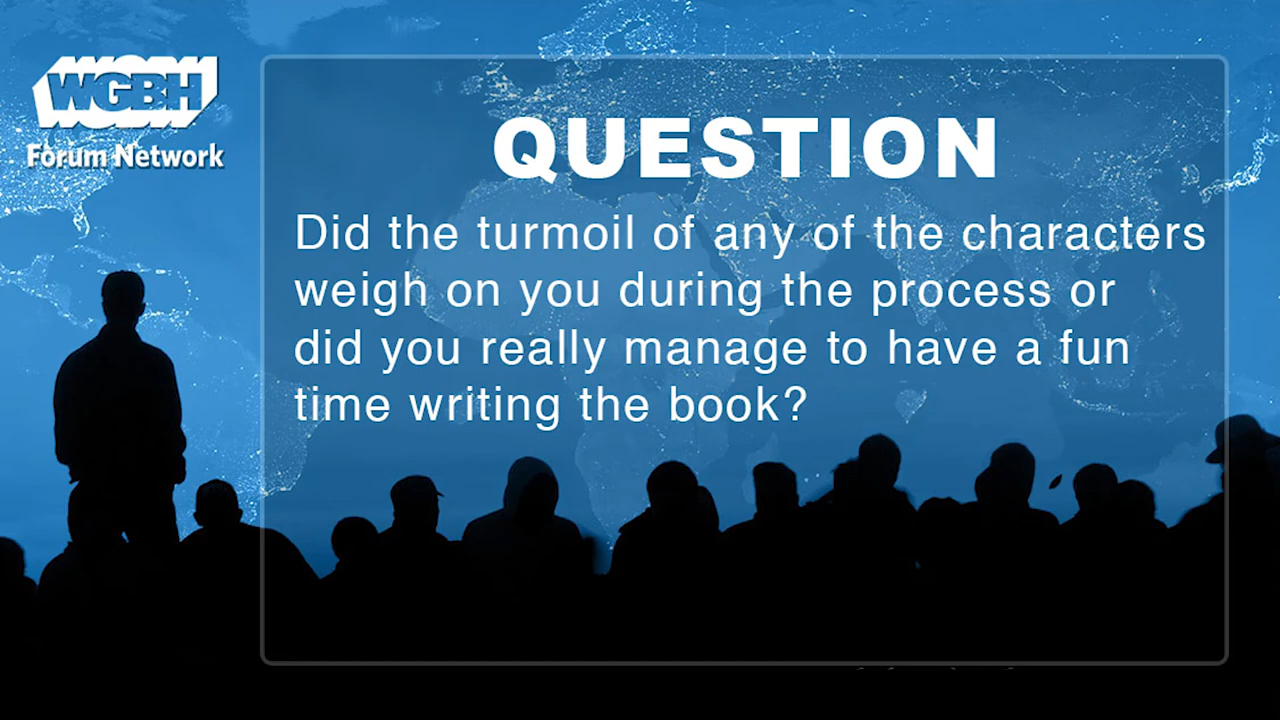 WGBH
Forum Network
QUESTION
Did the turmoil of any of the characters
weigh on you during the process or
did you really manage to have a fun
time writing the book?